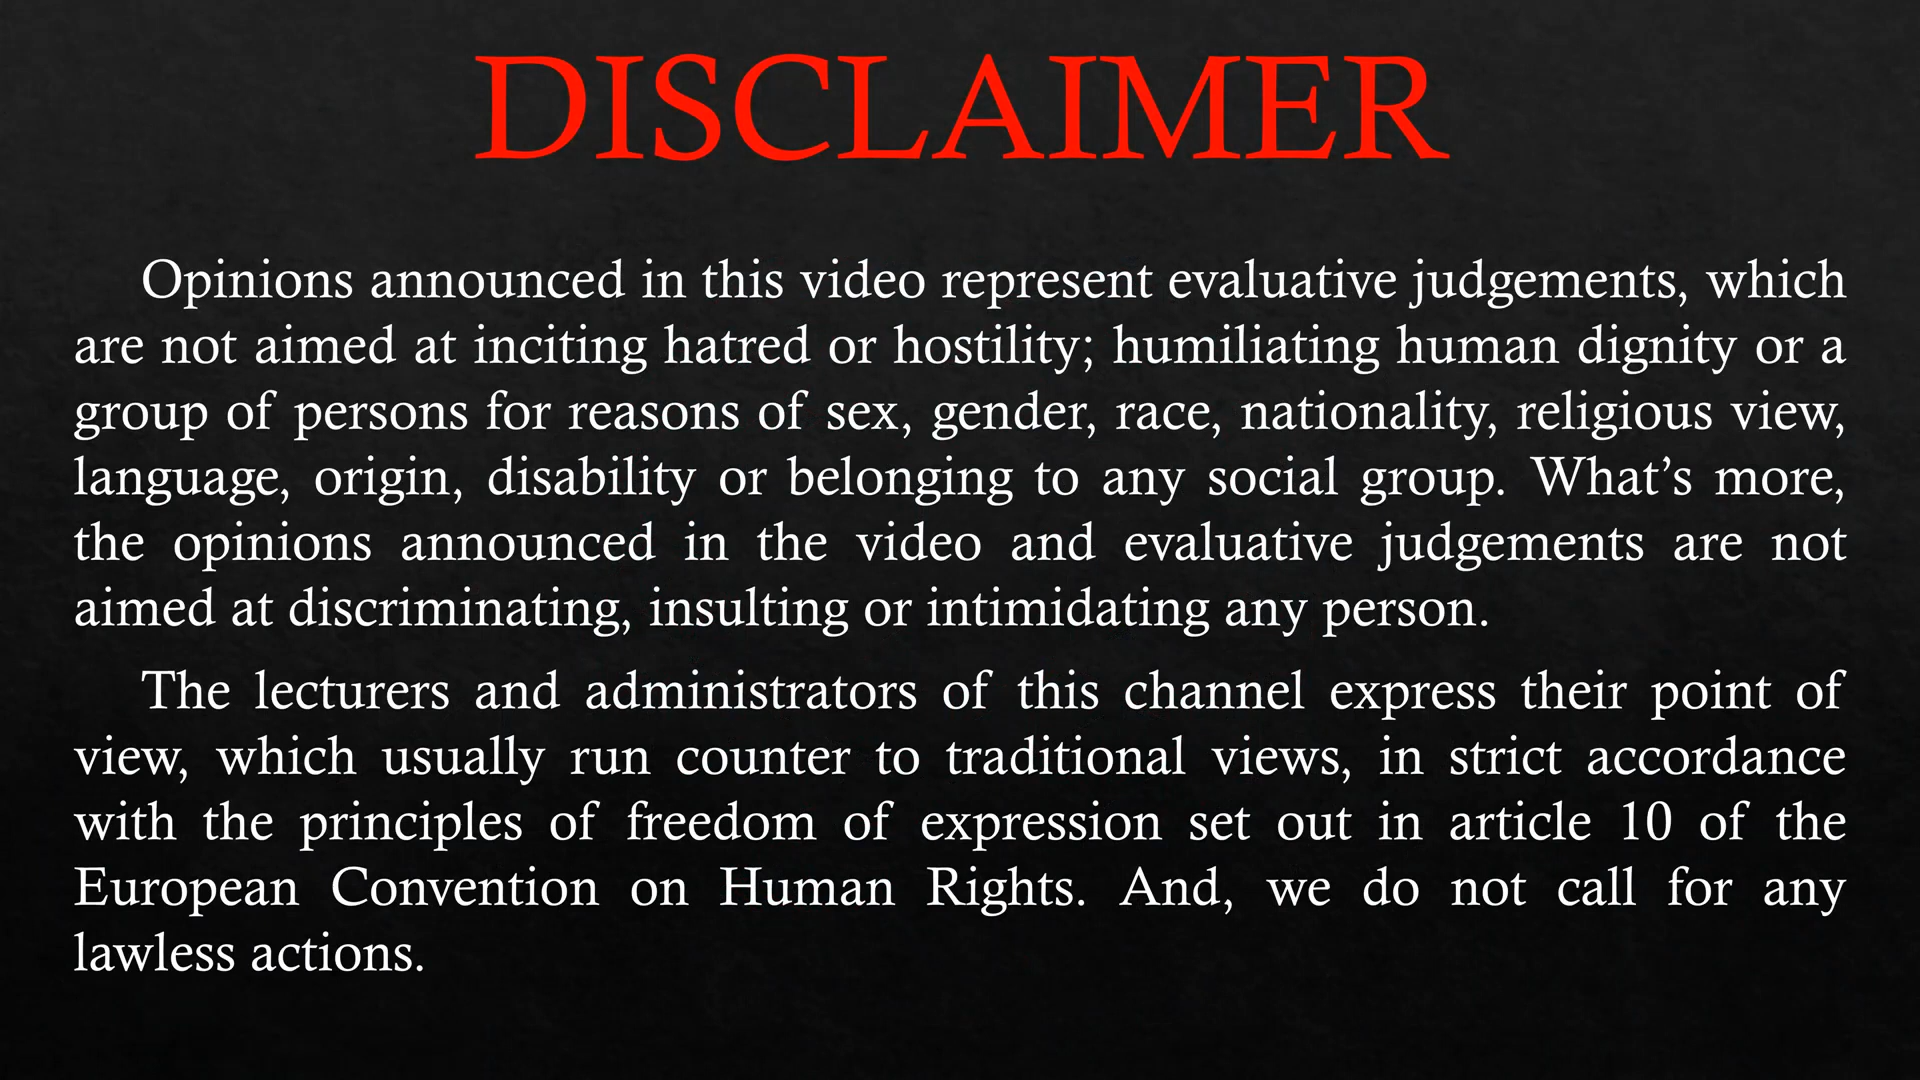 DISCLAIMER
Opinions announced in this video represent evaluative judgements, which
are not aimed at inciting hatred or hostility; humiliating human dignity or a
group of persons for reasons of sex, gender, race, nationality, religious view,
language, origin, disability or belonging to any social group. What’s more,
the opinions announced in the video and evaluative judgements are not
aimed at discriminating, insulting or intimidating any person.
The lecturers and administrators of this channel express their point of
view, which usually run counter to traditional views, in strict accordance
with the principles of freedom of expression set out in article 10 of the
European Convention on Human Rights. And, we do not call for any
lawless actions.